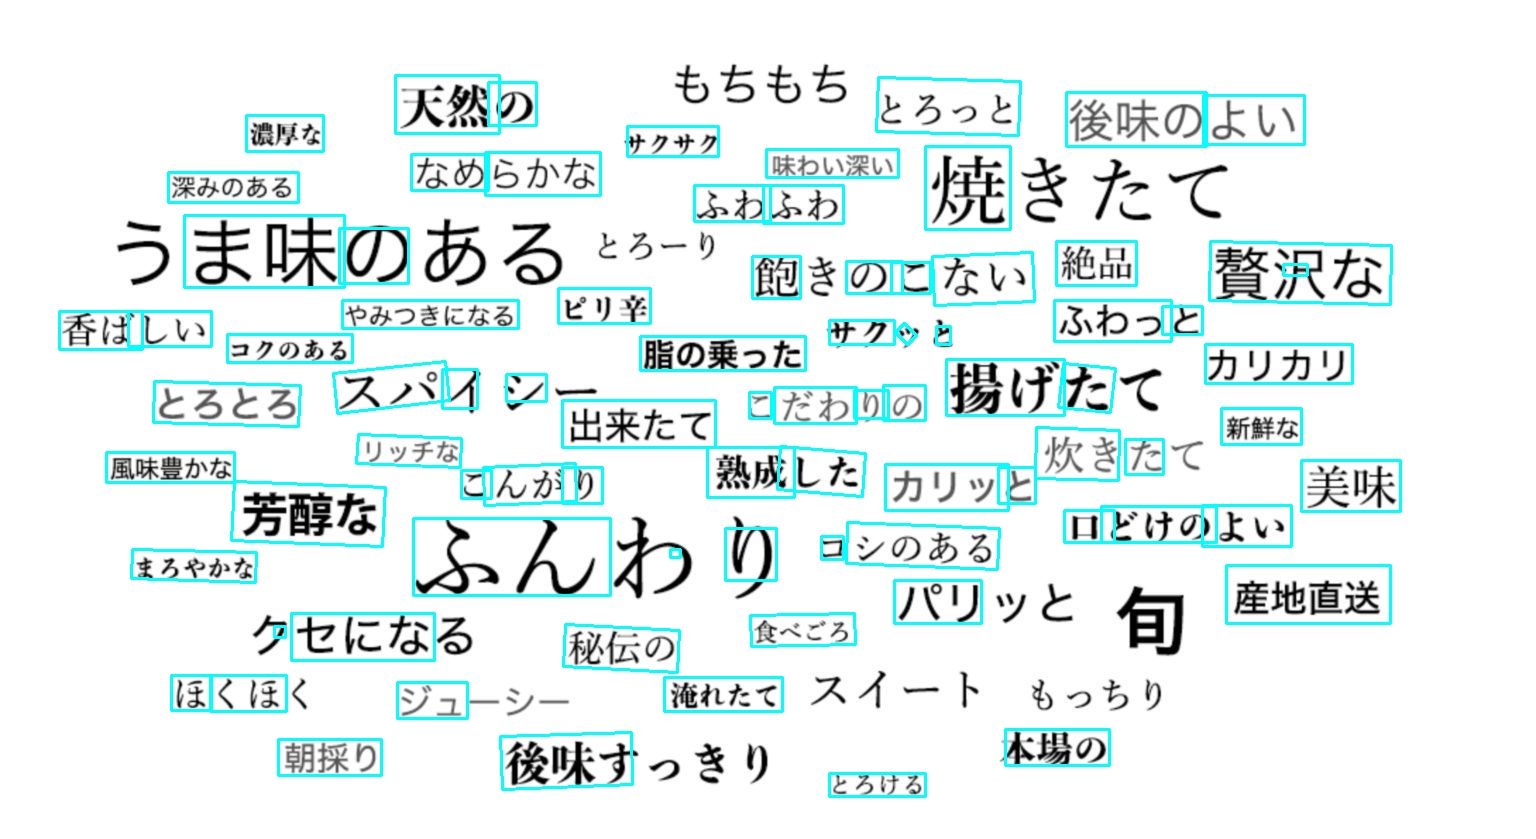 もちもち
天然の
とろっと
後味のよい
濃厚な
サクサク
なめらかな
味わい深い
焼きたて
深みのある
ふわふわ
うま味のある
とろーり
飽きのこない
絶品
贅沢な
やみつきになる
ピリ辛
香ばしい
サクッと
ふわっと
コクのある
脂の乗った
カリカリ
スパイシー
揚げたて
とろとろ
こだわりの
出来たて
新鮮な
リッチな
炊きたて
風味豊かな
こんがり
熟成した
カリッと
美味
芳醇な
口どけのよい
ふんわり
コシのある
まろやかな
パリッと
旬
産地直送
クセになる
秘伝の
食べごろ
ほくほく
ジューシー
淹れたて
スイート
もっちり
朝採り
後味すっきり
本場の
とろける